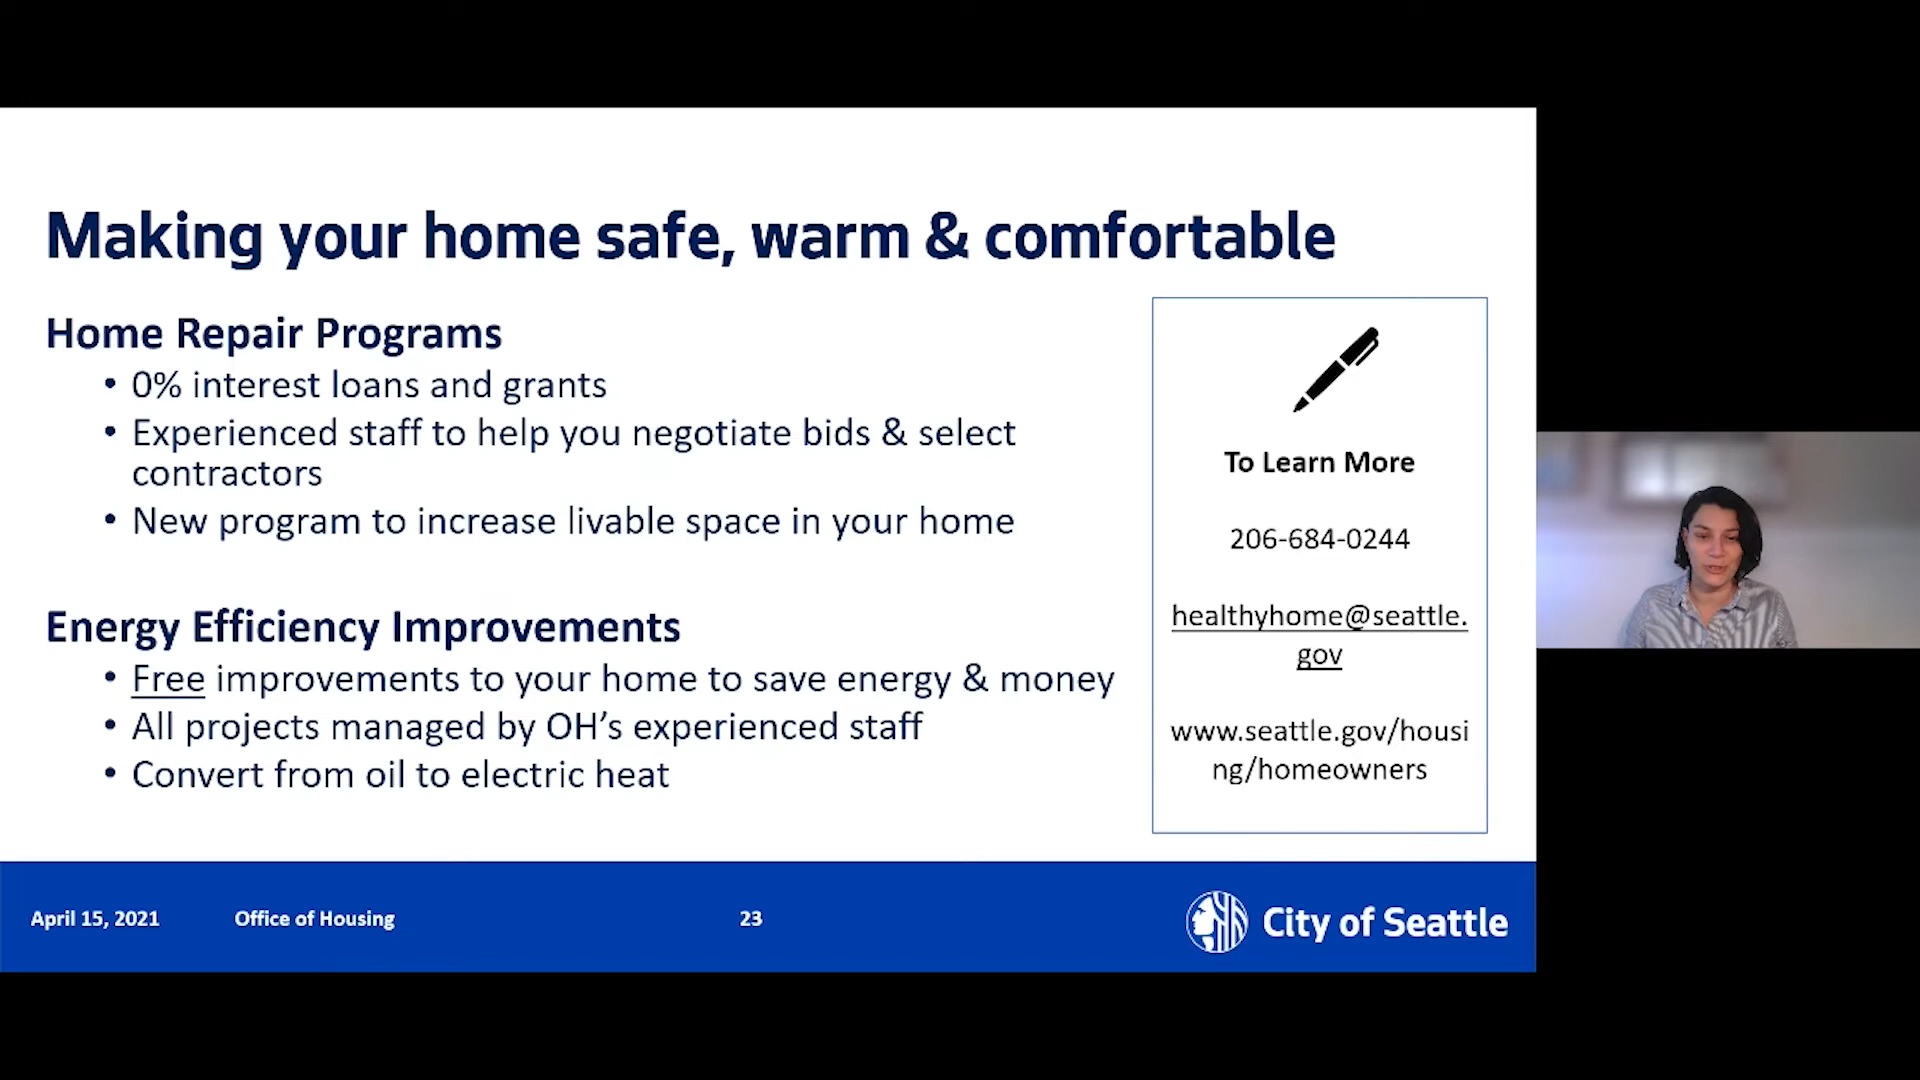 Making your home safe, warm & comfortable
Home Repair Programs
• 0% interest loans and grants
• Experienced staff to help you negotiate bids & select
contractors
• New program to increase livable space in your home
Energy Efficiency Improvements
• Free improvements to your home to save energy & money
• All projects managed by OH’s experienced staff
• Convert from oil to electric heat
To Learn More
206-684-0244
healthyhome@seattle.
gov
www.seattle.gov/housi
ng/homeowners
April 15, 2021
Office of Housing
23
City of Seattle